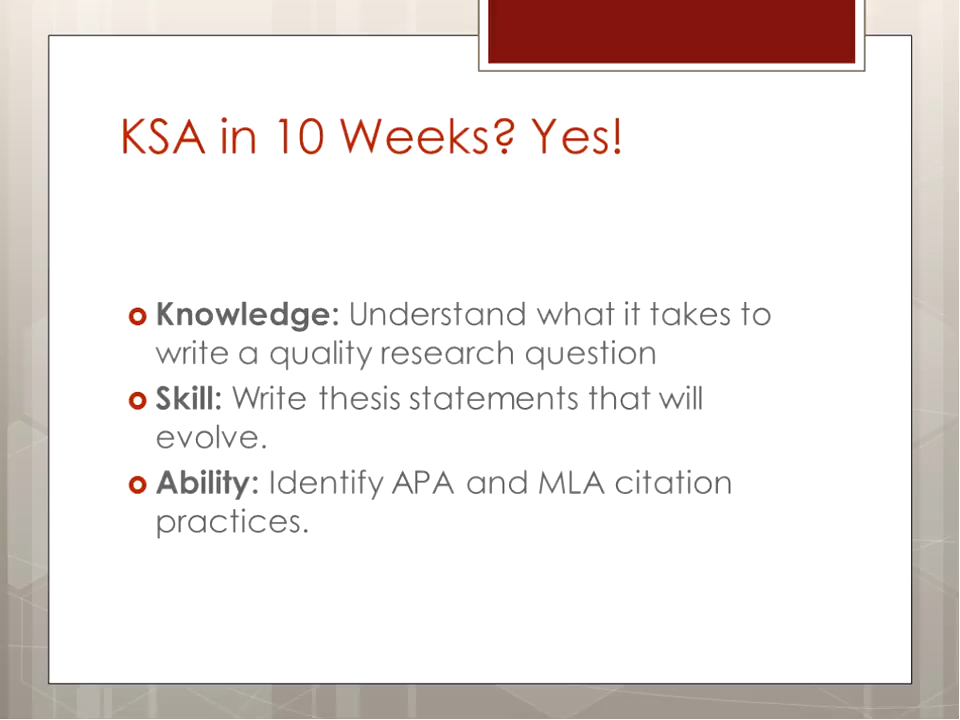 KSA in 10 Weeks? Yes!
Knowledge: Understand what it takes to
write a quality research question
Skill: Write thesis statements that will
evolve.
Ability: Identify APA and MLA citation
practices.